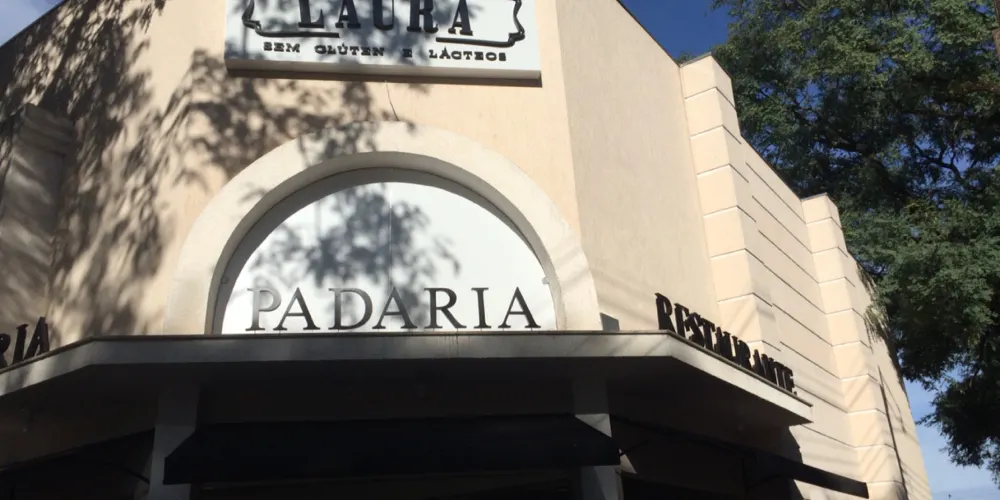 LAURA
SEM GLÚTEN E LÁCTEOS
PADARIA
RESTAURANTE